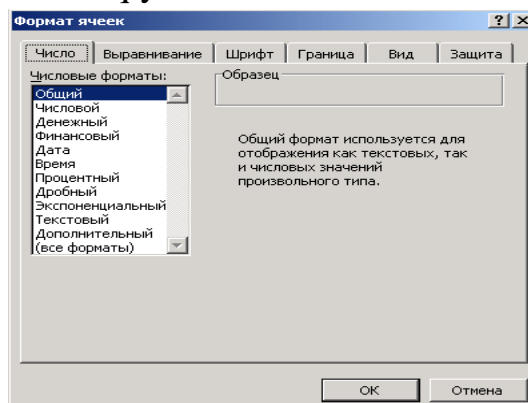 Формат ячеек
Число Выравнивание Шрифт Граница Вид Защита
Числовые форматы:
Образец
Общий
Числовой
Денежный
Финансовый
Дата
Время
Процентный
Дробный
Экспоненциальный
Текстовый
Дополнительный
(все форматы)
Общий формат используется для
отображения как текстовых, так
и числовых значений
произвольного типа.
OK Отмена